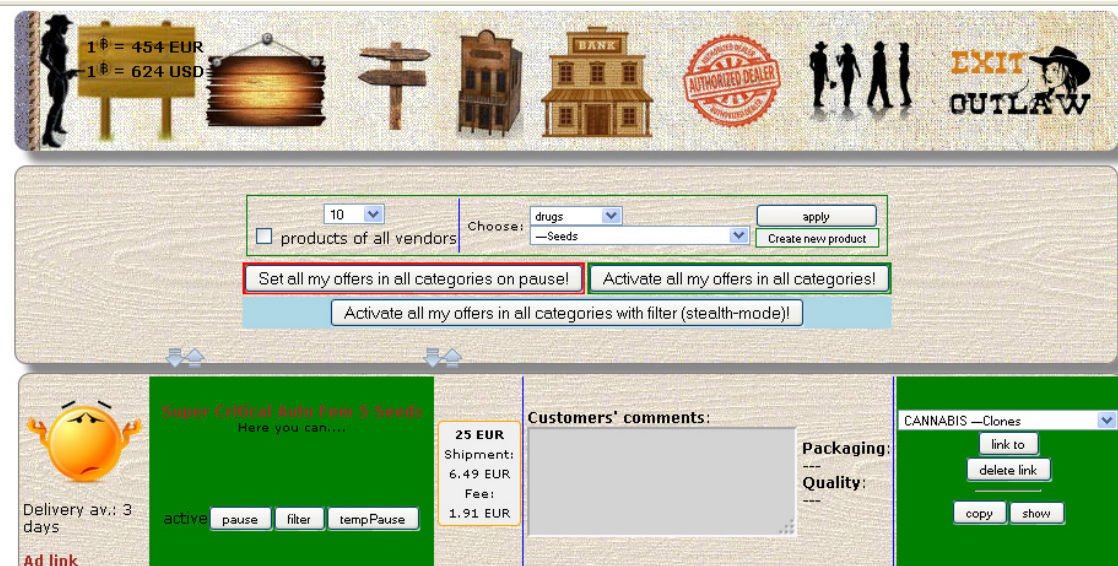 1฿ = 454 EUR
1฿ = 624 USD
BANK
AUTHORIZED DEALER
AUTHORIZED DEALER
AUTHORIZED DEALER
EXIT
OUTLAW
10
products of all vendors
Choose:
drugs
—Seeds
apply
Create new product
Set all my offers in all categories on pause!
Activate all my offers in all categories!
Activate all my offers in all categories with filter (stealth-mode)!
Super Critical Auto Fem 5 Seeds
Here you can....
Delivery av.: 3
days
Ad link
active
pause
filter
tempPause
25 EUR
Shipment:
6.49 EUR
Fee:
1.91 EUR
Customers' comments:
Packaging:
---
Quality:
---
CANNABIS —Clones
link to
delete link
copy
show